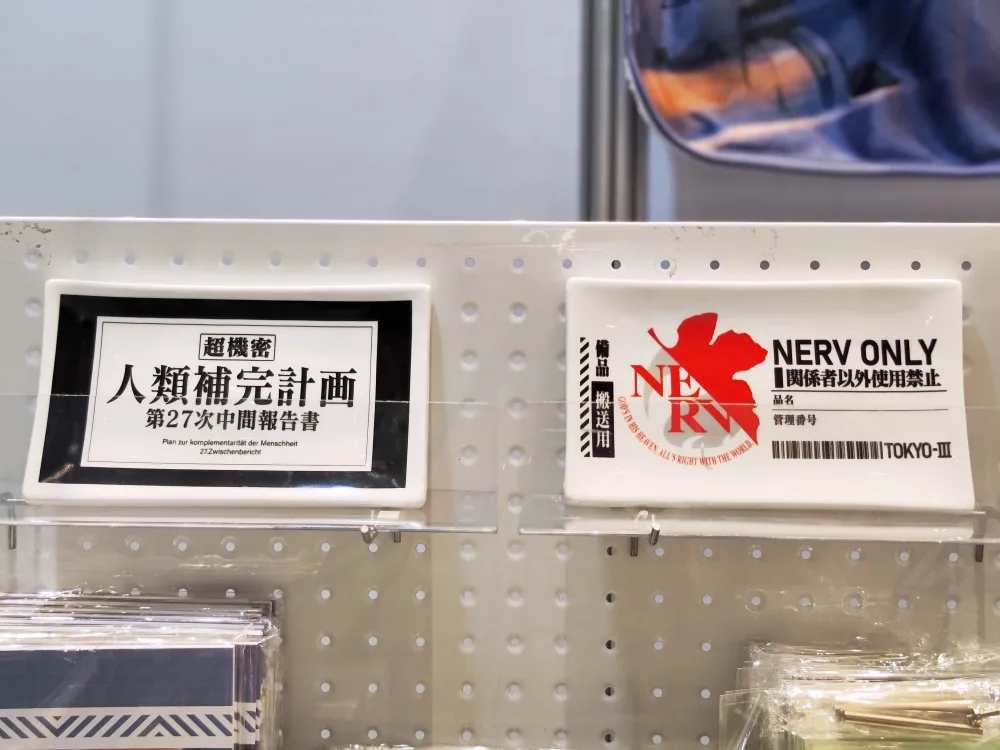 超機密
人類補完計画
第27次中間報告書
Plan zur komplementarität der Menschheit
27.Zwischenbericht
備品
搬送用
NERV
GOD'S IN HIS HEAVEN. ALL'S RIGHT WITH THE WORLD.
NERV ONLY
関係者以外使用禁止
品名
管理番号
TOKYO-III